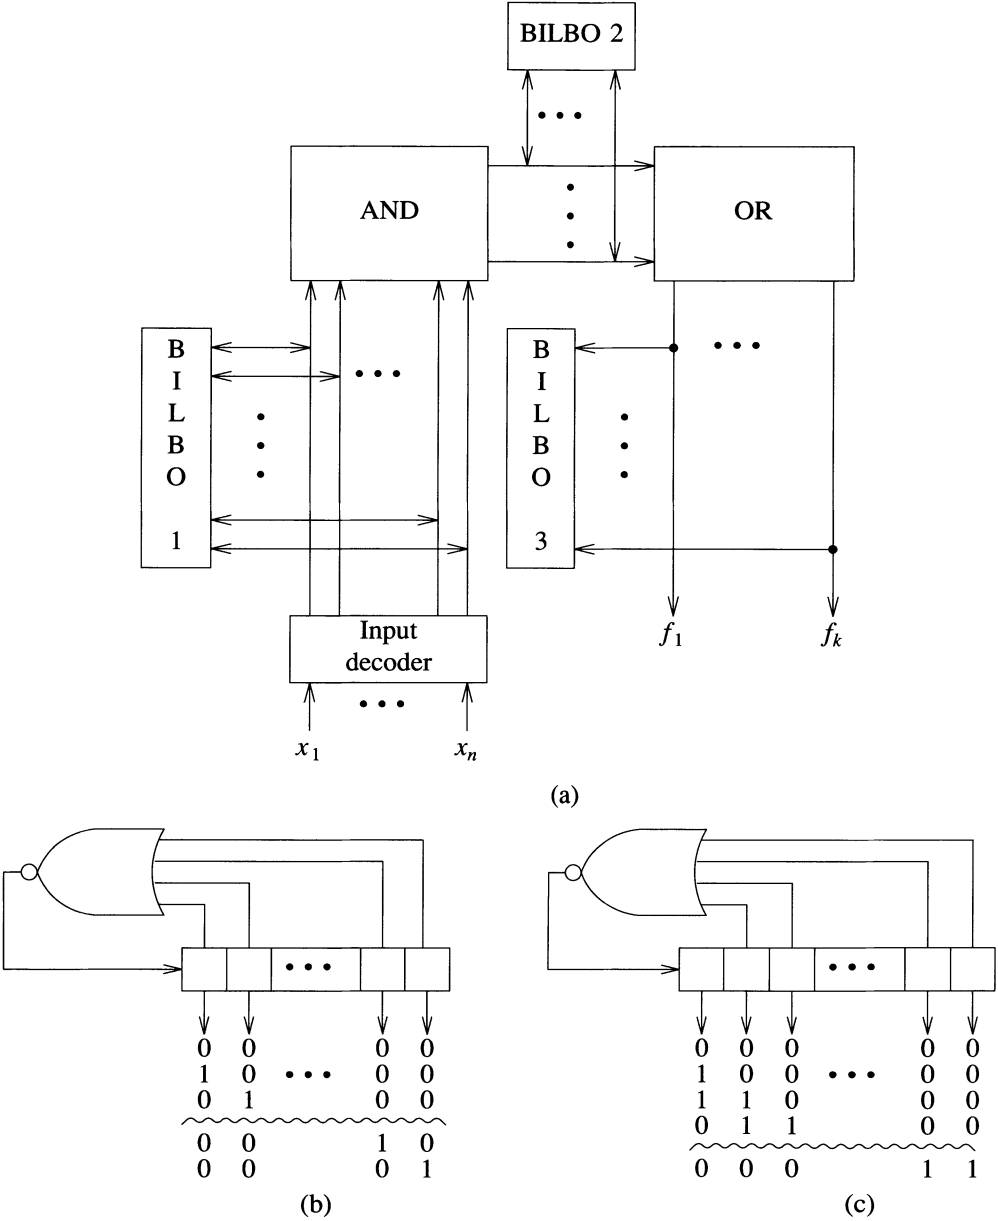 BILBO 2
AND
OR
B
I
L
B
O
1
B
I
L
B
O
3
Input
decoder
f1
fk
x1
xn
(a)
0 0 0 0
1 0 0 0
0 1 0 0
0 0 1 0
0 0 0 1
(b)
0 0 0 0 0
1 0 0 0 0
1 1 0 0 0
0 1 1 0 0
0 0 0 1 1
(c)